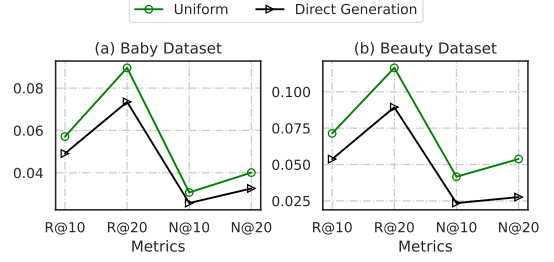 Uniform Direct Generation
(a) Baby Dataset
0.08
0.06
0.04
R@10 R@20 N@10 N@20
Metrics
(b) Beauty Dataset
0.100
0.075
0.050
0.025
R@10 R@20 N@10 N@20
Metrics